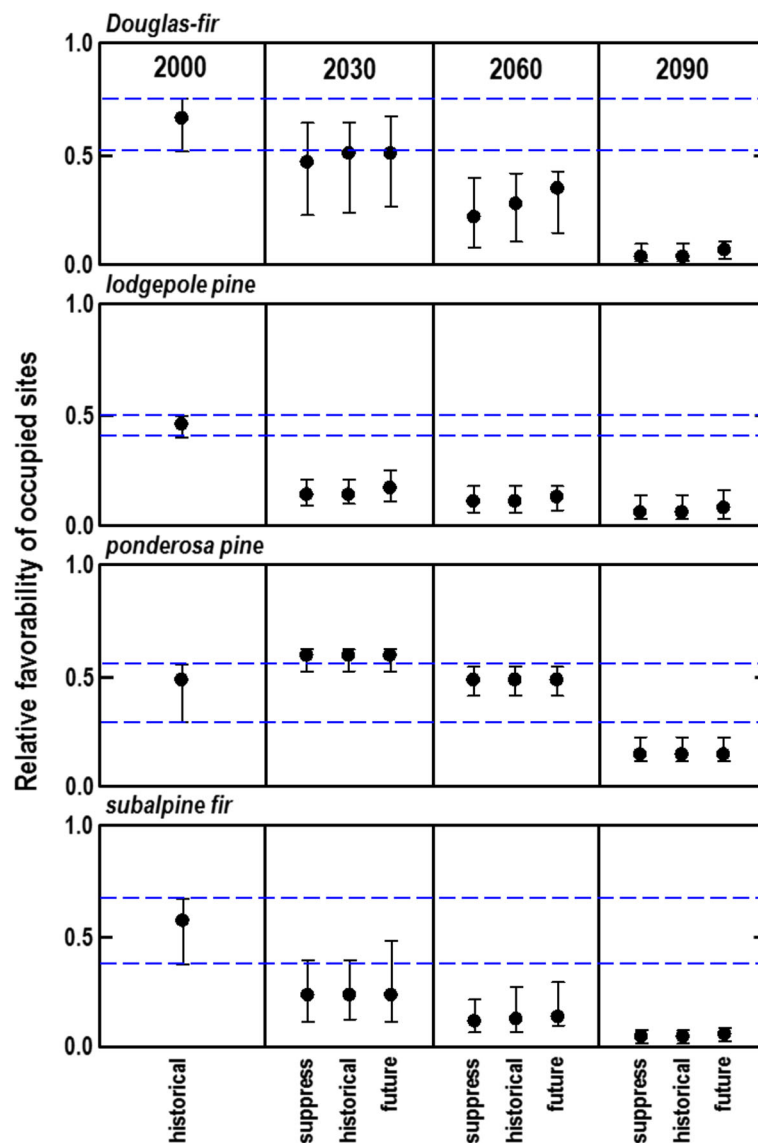 Douglas-fir
1.0
2000 2030 2060 2090
0.5
0.0
lodgepole pine
1.0
0.5
0.0
ponderosa pine
1.0
0.5
0.0
subalpine fir
1.0
0.5
0.0
historical suppress historical future suppress historical future suppress historical future
Relative favorability of occupied sites